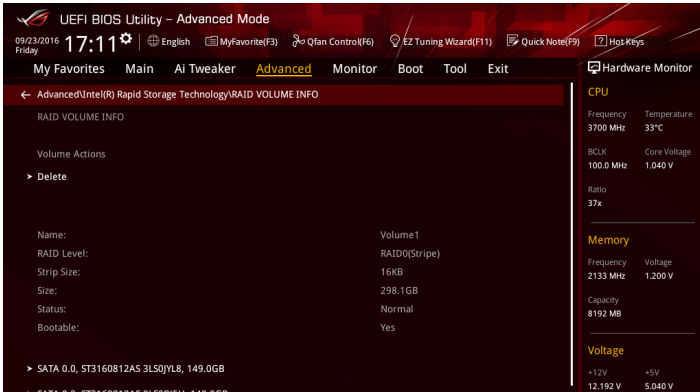 UEFI BIOS Utility – Advanced Mode
09/23/2016 Friday 17:11 English MyFavorite(F3) Qfan Control(F6) EZ Tuning Wizard(F11) Quick Note(F9) ? Hot Keys
My Favorites Main Ai Tweaker Advanced Monitor Boot Tool Exit
← Advanced\Intel(R) Rapid Storage Technology\RAID VOLUME INFO
RAID VOLUME INFO
Volume Actions
> Delete
Name: Volume1
RAID Level: RAID0(Stripe)
Strip Size: 16KB
Size: 298.1GB
Status: Normal
Bootable: Yes
> SATA 0.0, ST3160812AS 3LS0JYL8, 149.0GB
Hardware Monitor
CPU
Frequency Temperature
3700 MHz 33°C
BCLK Core Voltage
100.0 MHz 1.040 V
Ratio
37x
Memory
Frequency Voltage
2133 MHz 1.200 V
Capacity
8192 MB
Voltage
+12V +5V
12.192 V 5.040 V